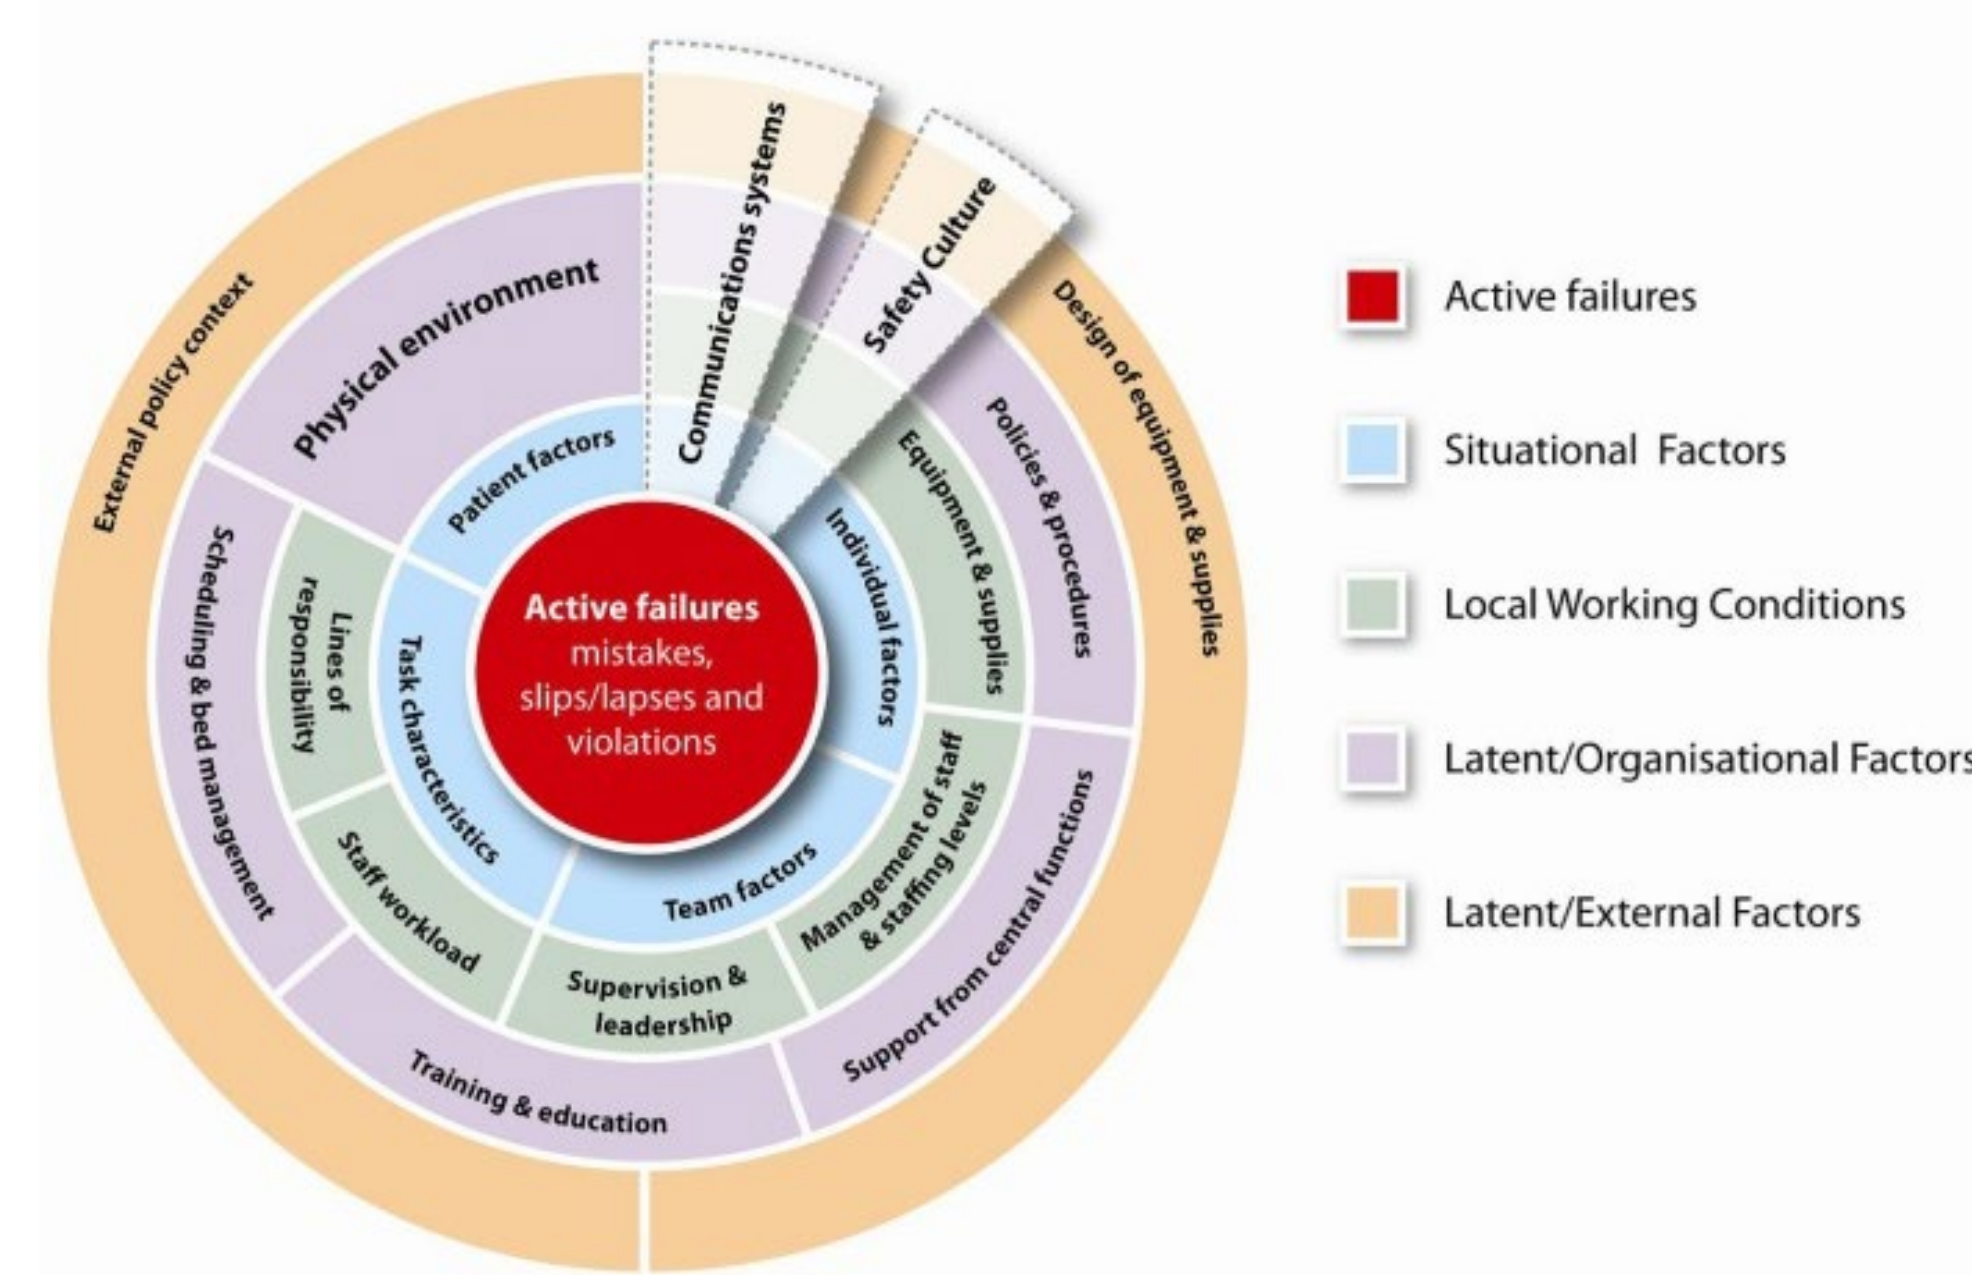 Communications systems
Safety Culture
External policy context
Physical environment
Patient factors
Design of equipment & supplies
Policies & procedures
Equipment & supplies
Individual factors
Active failures
mistakes,
slips/lapses and
violations
Scheduling & bed management
Lines of
responsibility
Task characteristics
Staff workload
Team factors
Management of staff
& staffing levels
Supervision &
leadership
Support from central functions
Training & education
Active failures
Situational Factors
Local Working Conditions
Latent/Organisational Factors
Latent/External Factors